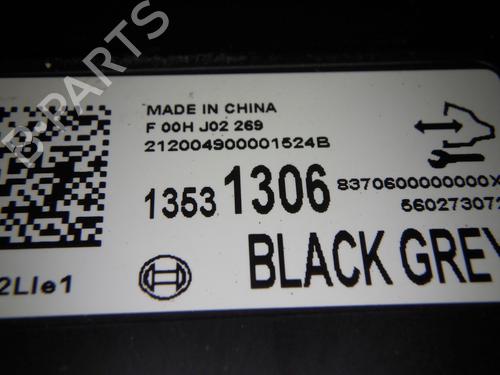 B-PARTS
MADE IN CHINA
F 00H J02 269
212004900001524B
1353 1306
8370600000000X
560273072
2LIe1
BLACK GREY